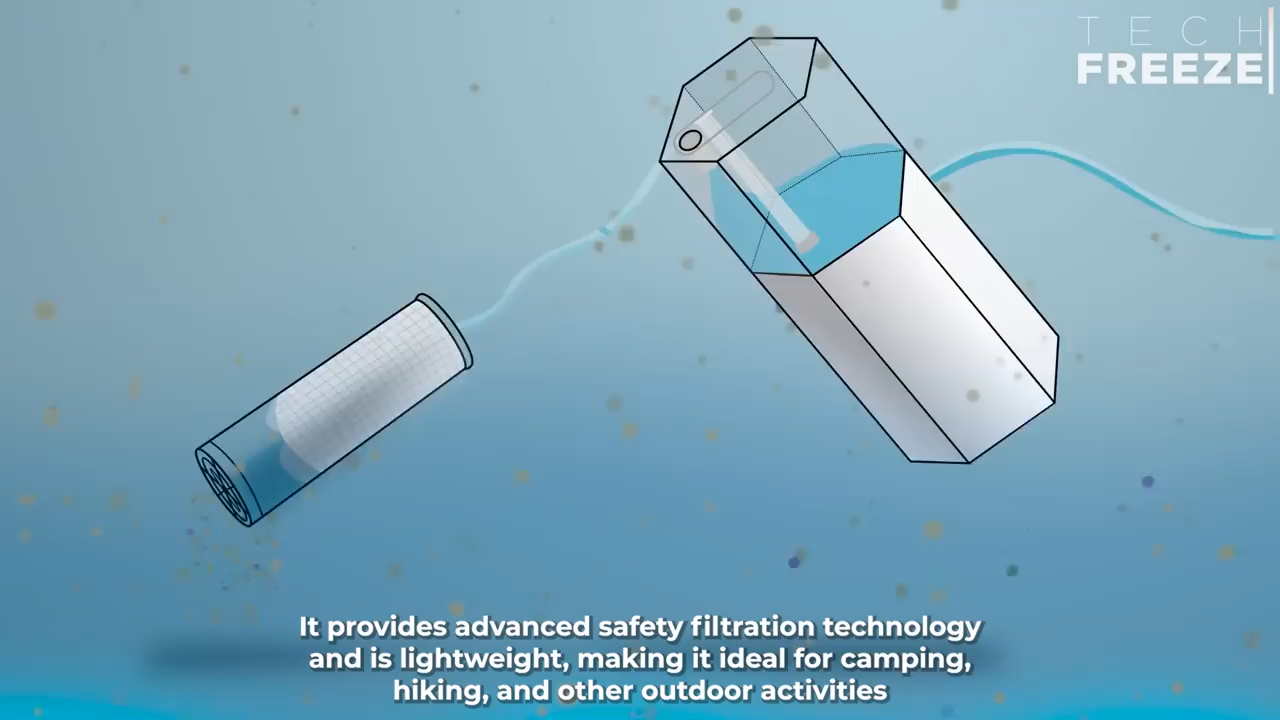 TECH
FREEZE
It provides advanced safety filtration technology
and is lightweight, making it ideal for camping,
hiking, and other outdoor activities